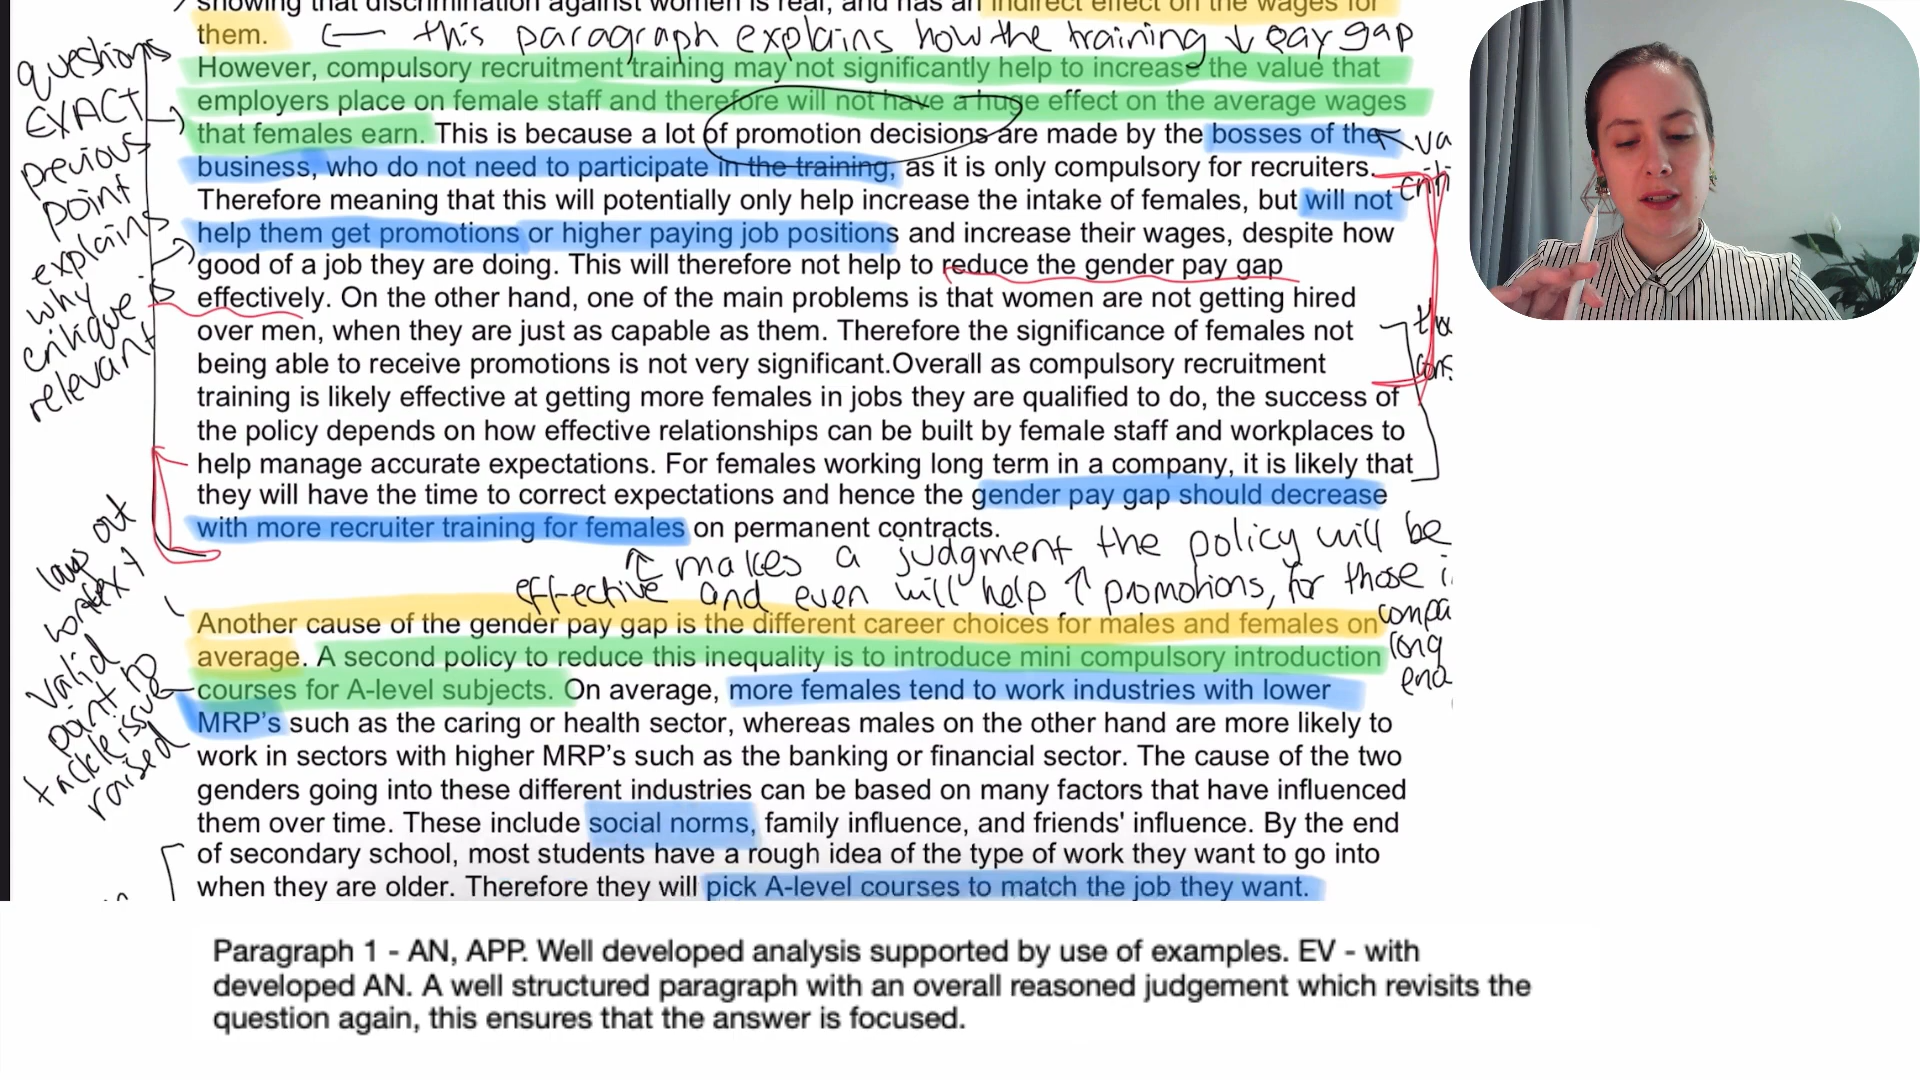 showing that discrimination against women is real, and has an indirect effect on the wages for
them. ← this paragraph explains how the training ↓ pay gap
However, compulsory recruitment training may not significantly help to increase the value that
employers place on female staff and therefore will not have a huge effect on the average wages
that females earn. This is because a lot of promotion decisions are made by the bosses of the
business, who do not need to participate in the training, as it is only compulsory for recruiters.
Therefore meaning that this will potentially only help increase the intake of females, but will not
help them get promotions or higher paying job positions and increase their wages, despite how
good of a job they are doing. This will therefore not help to reduce the gender pay gap
effectively. On the other hand, one of the main problems is that women are not getting hired
over men, when they are just as capable as them. Therefore the significance of females not
being able to receive promotions is not very significant.Overall as compulsory recruitment
training is likely effective at getting more females in jobs they are qualified to do, the success of
the policy depends on how effective relationships can be built by female staff and workplaces to
help manage accurate expectations. For females working long term in a company, it is likely that
they will have the time to correct expectations and hence the gender pay gap should decrease
with more recruiter training for females on permanent contracts.
questions
EXACT
previous
point
explains
why
critique is
relevant
↑ makes a judgment the policy will be
effective and even will help ↑ promotions, for those i
compa
long
ena
lays out
context
valid
point to
tackle issue
raised
Another cause of the gender pay gap is the different career choices for males and females on
average. A second policy to reduce this inequality is to introduce mini compulsory introduction
courses for A-level subjects. On average, more females tend to work industries with lower
MRP's such as the caring or health sector, whereas males on the other hand are more likely to
work in sectors with higher MRP's such as the banking or financial sector. The cause of the two
genders going into these different industries can be based on many factors that have influenced
them over time. These include social norms, family influence, and friends' influence. By the end
of secondary school, most students have a rough idea of the type of work they want to go into
when they are older. Therefore they will pick A-level courses to match the job they want.
Paragraph 1 - AN, APP. Well developed analysis supported by use of examples. EV - with
developed AN. A well structured paragraph with an overall reasoned judgement which revisits the
question again, this ensures that the answer is focused.